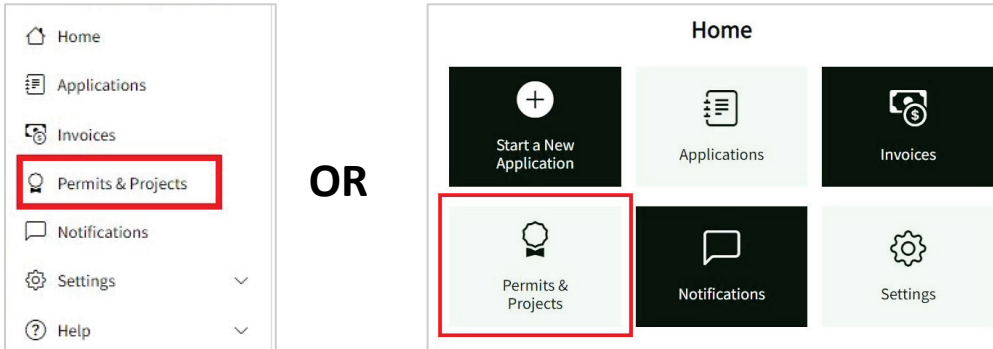 Home
Applications
Invoices
Permits & Projects
Notifications
Settings
Help
OR
Home
Start a New
Application
Applications
Invoices
Permits &
Projects
Notifications
Settings